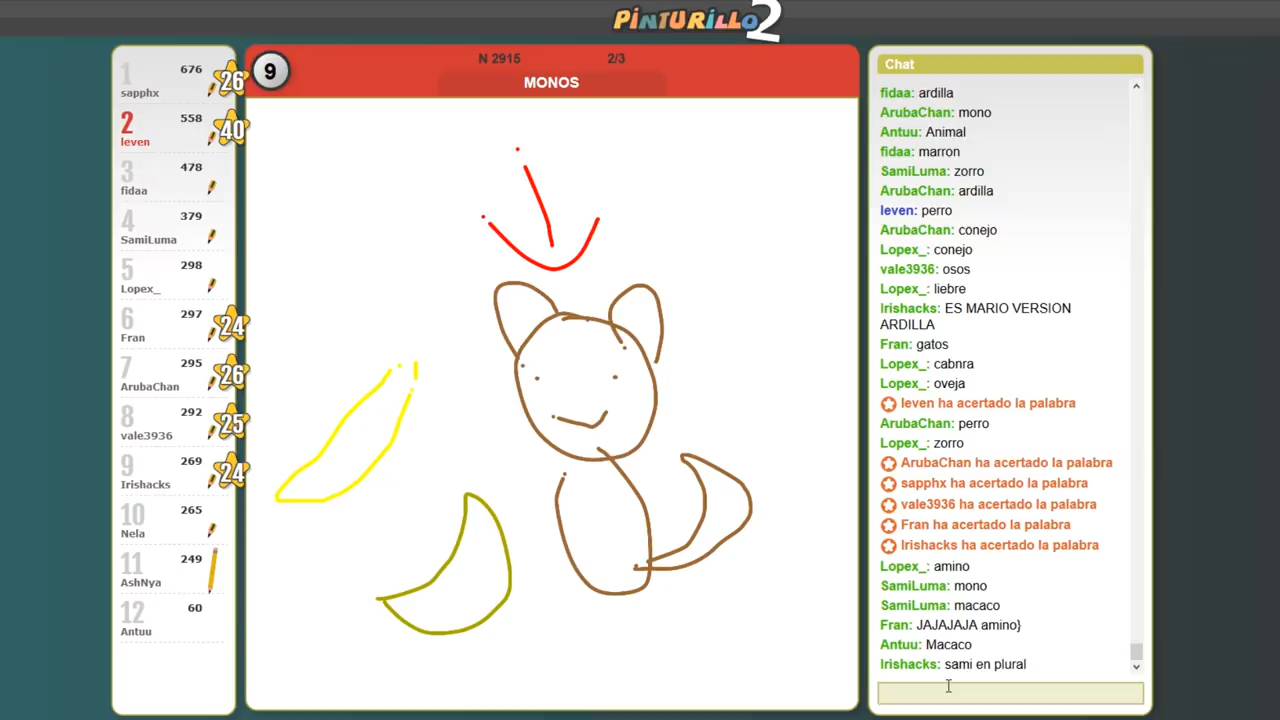 PiNTURiLLO2
1 676 26
sapphx
2 558 40
leven
3 478
fidaa
4 379
SamiLuma
5 298
Lopex_
6 297 24
Fran
7 295 26
ArubaChan
8 292 25
vale3936
9 269 24
Irishacks
10 265
Nela
11 249
AshNya
12 60
Antuu
9
N 2915 2/3
MONOS
Chat
fidaa: ardilla
ArubaChan: mono
Antuu: Animal
fidaa: marron
SamiLuma: zorro
ArubaChan: ardilla
leven: perro
ArubaChan: conejo
Lopex_: conejo
vale3936: osos
Lopex_: liebre
Irishacks: ES MARIO VERSION
ARDILLA
Fran: gatos
Lopex_: cabnra
Lopex_: oveja
leven ha acertado la palabra
ArubaChan: perro
Lopex_: zorro
ArubaChan ha acertado la palabra
sapphx ha acertado la palabra
vale3936 ha acertado la palabra
Fran ha acertado la palabra
Irishacks ha acertado la palabra
Lopex_: amino
SamiLuma: mono
SamiLuma: macaco
Fran: JAJAJAJA amino}
Antuu: Macaco
Irishacks: sami en plural